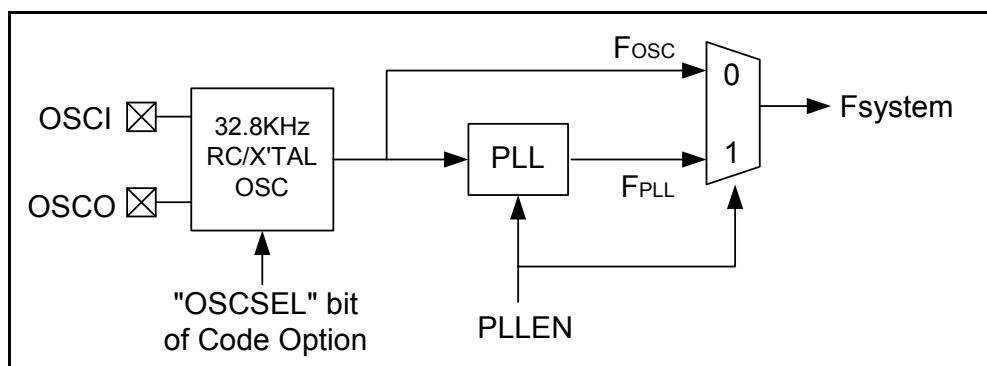 FOSC
0
OSCI
32.8KHz
RC/X'TAL
OSC
Fsystem
PLL
1
FPLL
OSCO
"OSCSEL" bit
of Code Option
PLLEN